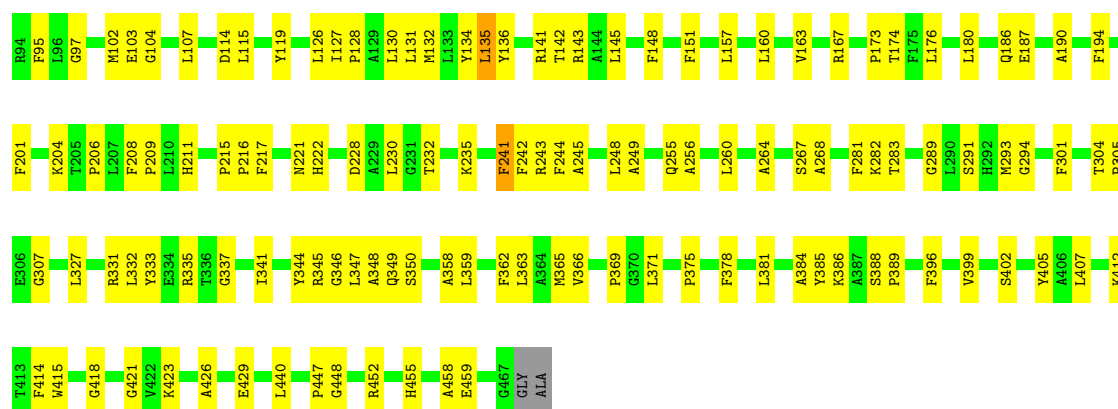 R94 F95 L96 G97 M102 E103 G104 L107 D114 L115 Y119 L126 I127 P128 A129 L130 L131 M132 L133 Y134 L135 Y136 R141 T142 R143 A144 L145 F148 F151 L157 L160 V163 R167 P173 T174 F175 L176 L180 Q186 E187 A190 F194
F201 K204 T205 P206 L207 F208 P209 L210 H211 P215 P216 F217 N221 H222 D228 A229 L230 G231 T232 K235 F241 F242 R243 F244 A245 L248 A249 Q255 A256 L260 A264 S267 A268 F281 K282 T283 G289 L290 S291 H292 M293 G294 F301 T304
E306 G307 L327 R331 L332 Y333 E334 R335 T336 G337 I341 Y344 R345 G346 L347 A348 Q349 S350 A358 L359 F362 L363 A364 M365 V366 P369 G370 L371 P375 F378 L381 A384 Y385 K386 A387 S388 P389 F396 V399 S402 Y405 A406 L407
T413 F414 W415 G418 G421 V422 K423 A426 E429 L440 P447 G448 R452 H455 A458 E459 G467 GLY ALA